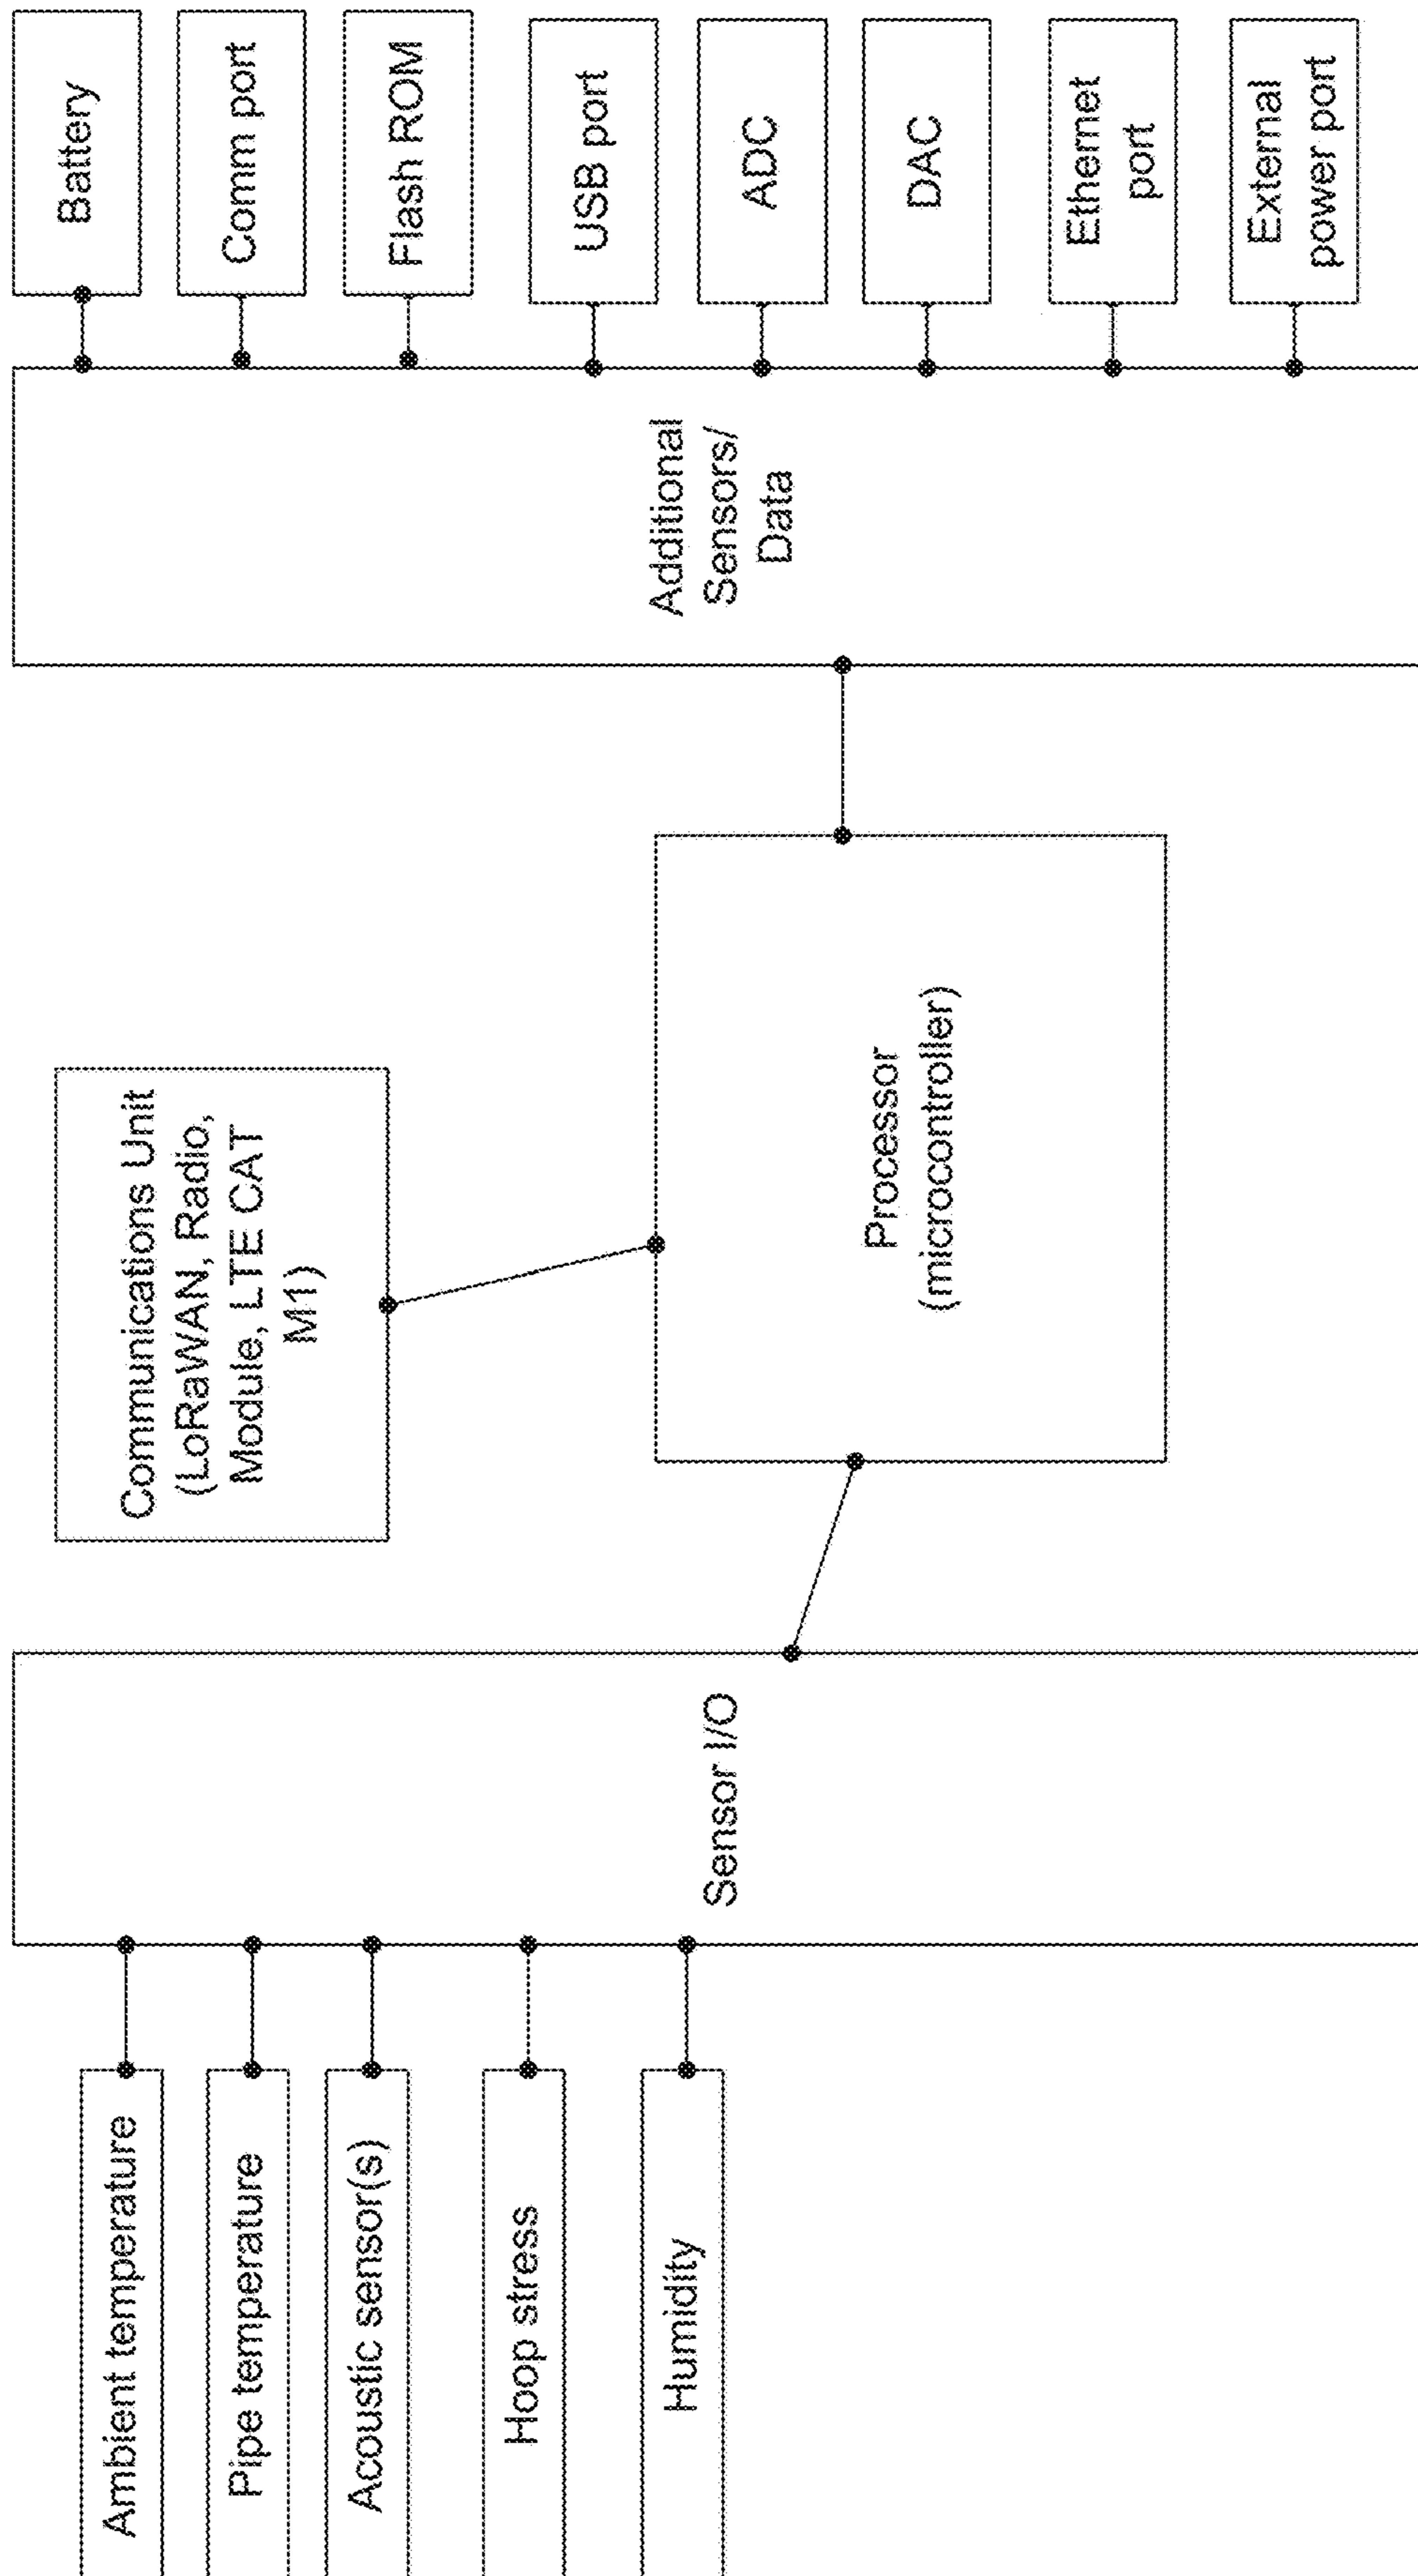 Ambient temperature
Pipe temperature
Acoustic sensor(s)
Hoop stress
Humidity
Sensor I/O
Communications Unit
(LoRaWAN, Radio,
Module, LTE CAT
M1)
Processor
(microcontroller)
Additional
Sensors/
Data
Battery
Comm port
Flash ROM
USB port
ADC
DAC
Ethernet
port
External
power port